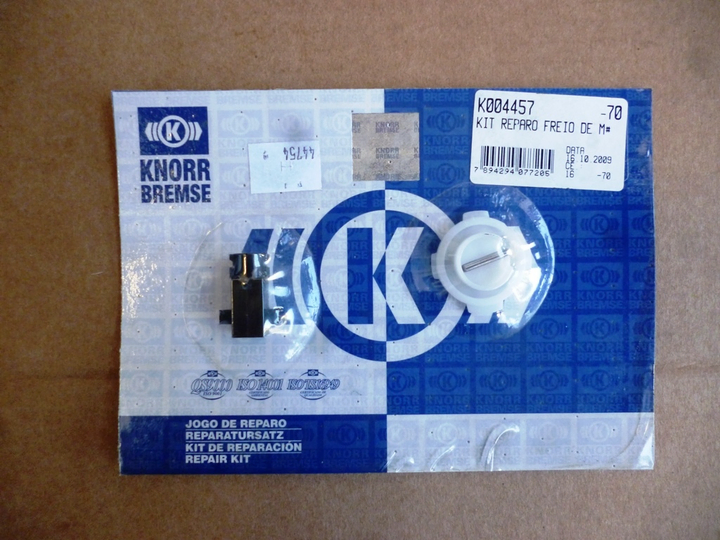 KNORR
BREMSE
44754
K004457 -70
KIT REPARO FREIO DE M#
DATA
16.10.2009
CE
16 -70
7 894294 077205
K
KNORR
BREMSE
JOGO DE REPARO
REPARATURSATZ
KIT DE REPARACIÓN
REPAIR KIT